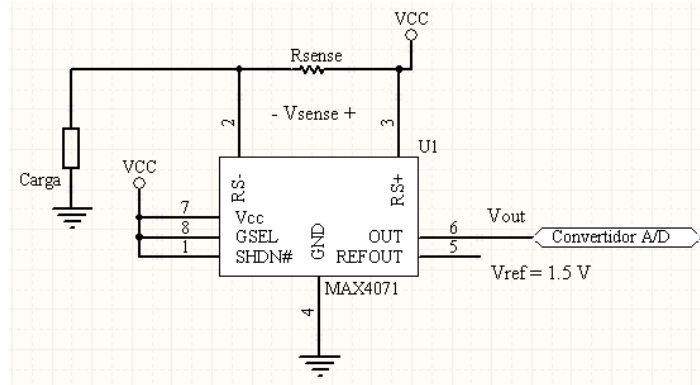 VCC
Rsense
- Vsense +
2
3
U1
VCC
Carga
RS-
RS+
7
Vcc
8
GSEL
1
SHDN#
GND
OUT
6
REFOUT
5
Vout
Convertidor A/D
Vref = 1.5 V
MAX4071
4